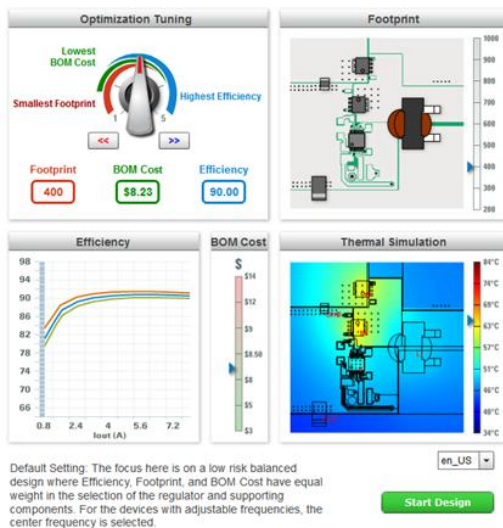 Optimization Tuning
Lowest
BOM Cost
Smallest Footprint
Highest Efficiency
1
5
<<
>>
Footprint
BOM Cost
Efficiency
400
$8.23
90.00
Footprint
1000
900
800
700
600
500
400
300
200
Efficiency
98
94
90
86
82
78
74
70
66
0.8
2.4
4
5.6
7.2
Iout (A)
BOM Cost
$
$14
$12
$9
$8.50
$8
$5
$3
Thermal Simulation
84°C
73°C
67°C
57°C
51°C
48°C
34°C
en_US
Default Setting: The focus here is on a low risk balanced
design where Efficiency, Footprint, and BOM Cost have equal
weight in the selection of the regulator and supporting
components. For the devices with adjustable frequencies, the
center frequency is selected.
Start Design